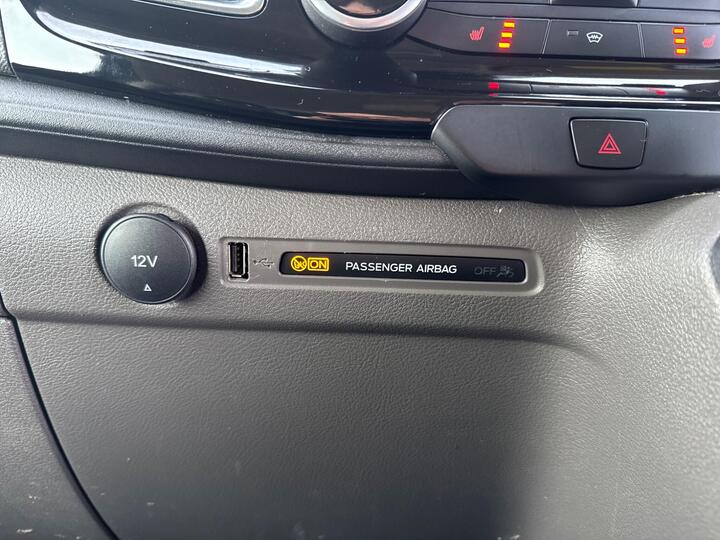 12V
ON PASSENGER AIRBAG OFF